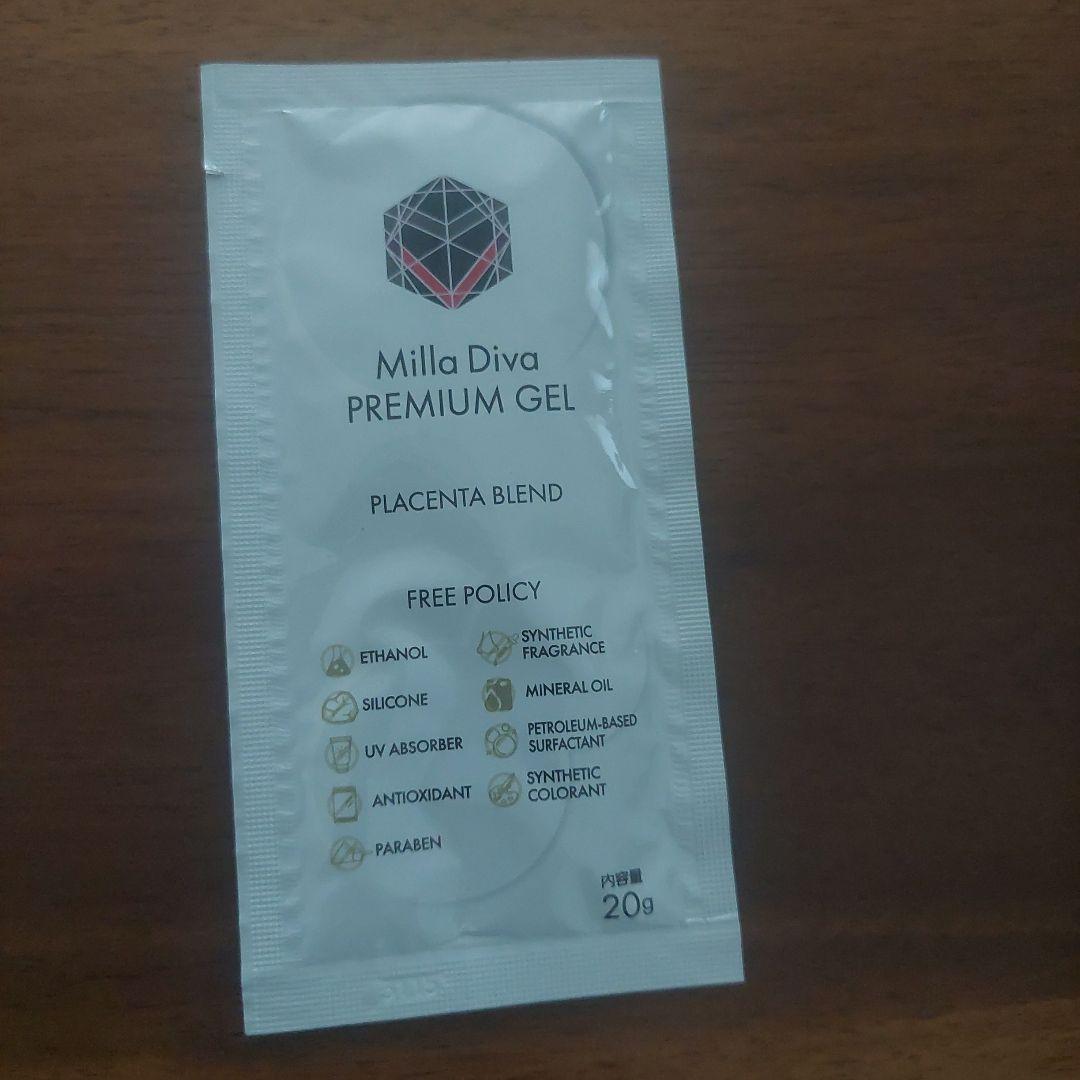 Milla Diva
PREMIUM GEL
PLACENTA BLEND
FREE POLICY
ETHANOL
SILICONE
UV ABSORBER
ANTIOXIDANT
PARABEN
SYNTHETIC
FRAGRANCE
MINERAL OIL
PETROLEUM-BASED
SURFACTANT
SYNTHETIC
COLORANT
内容量
20g